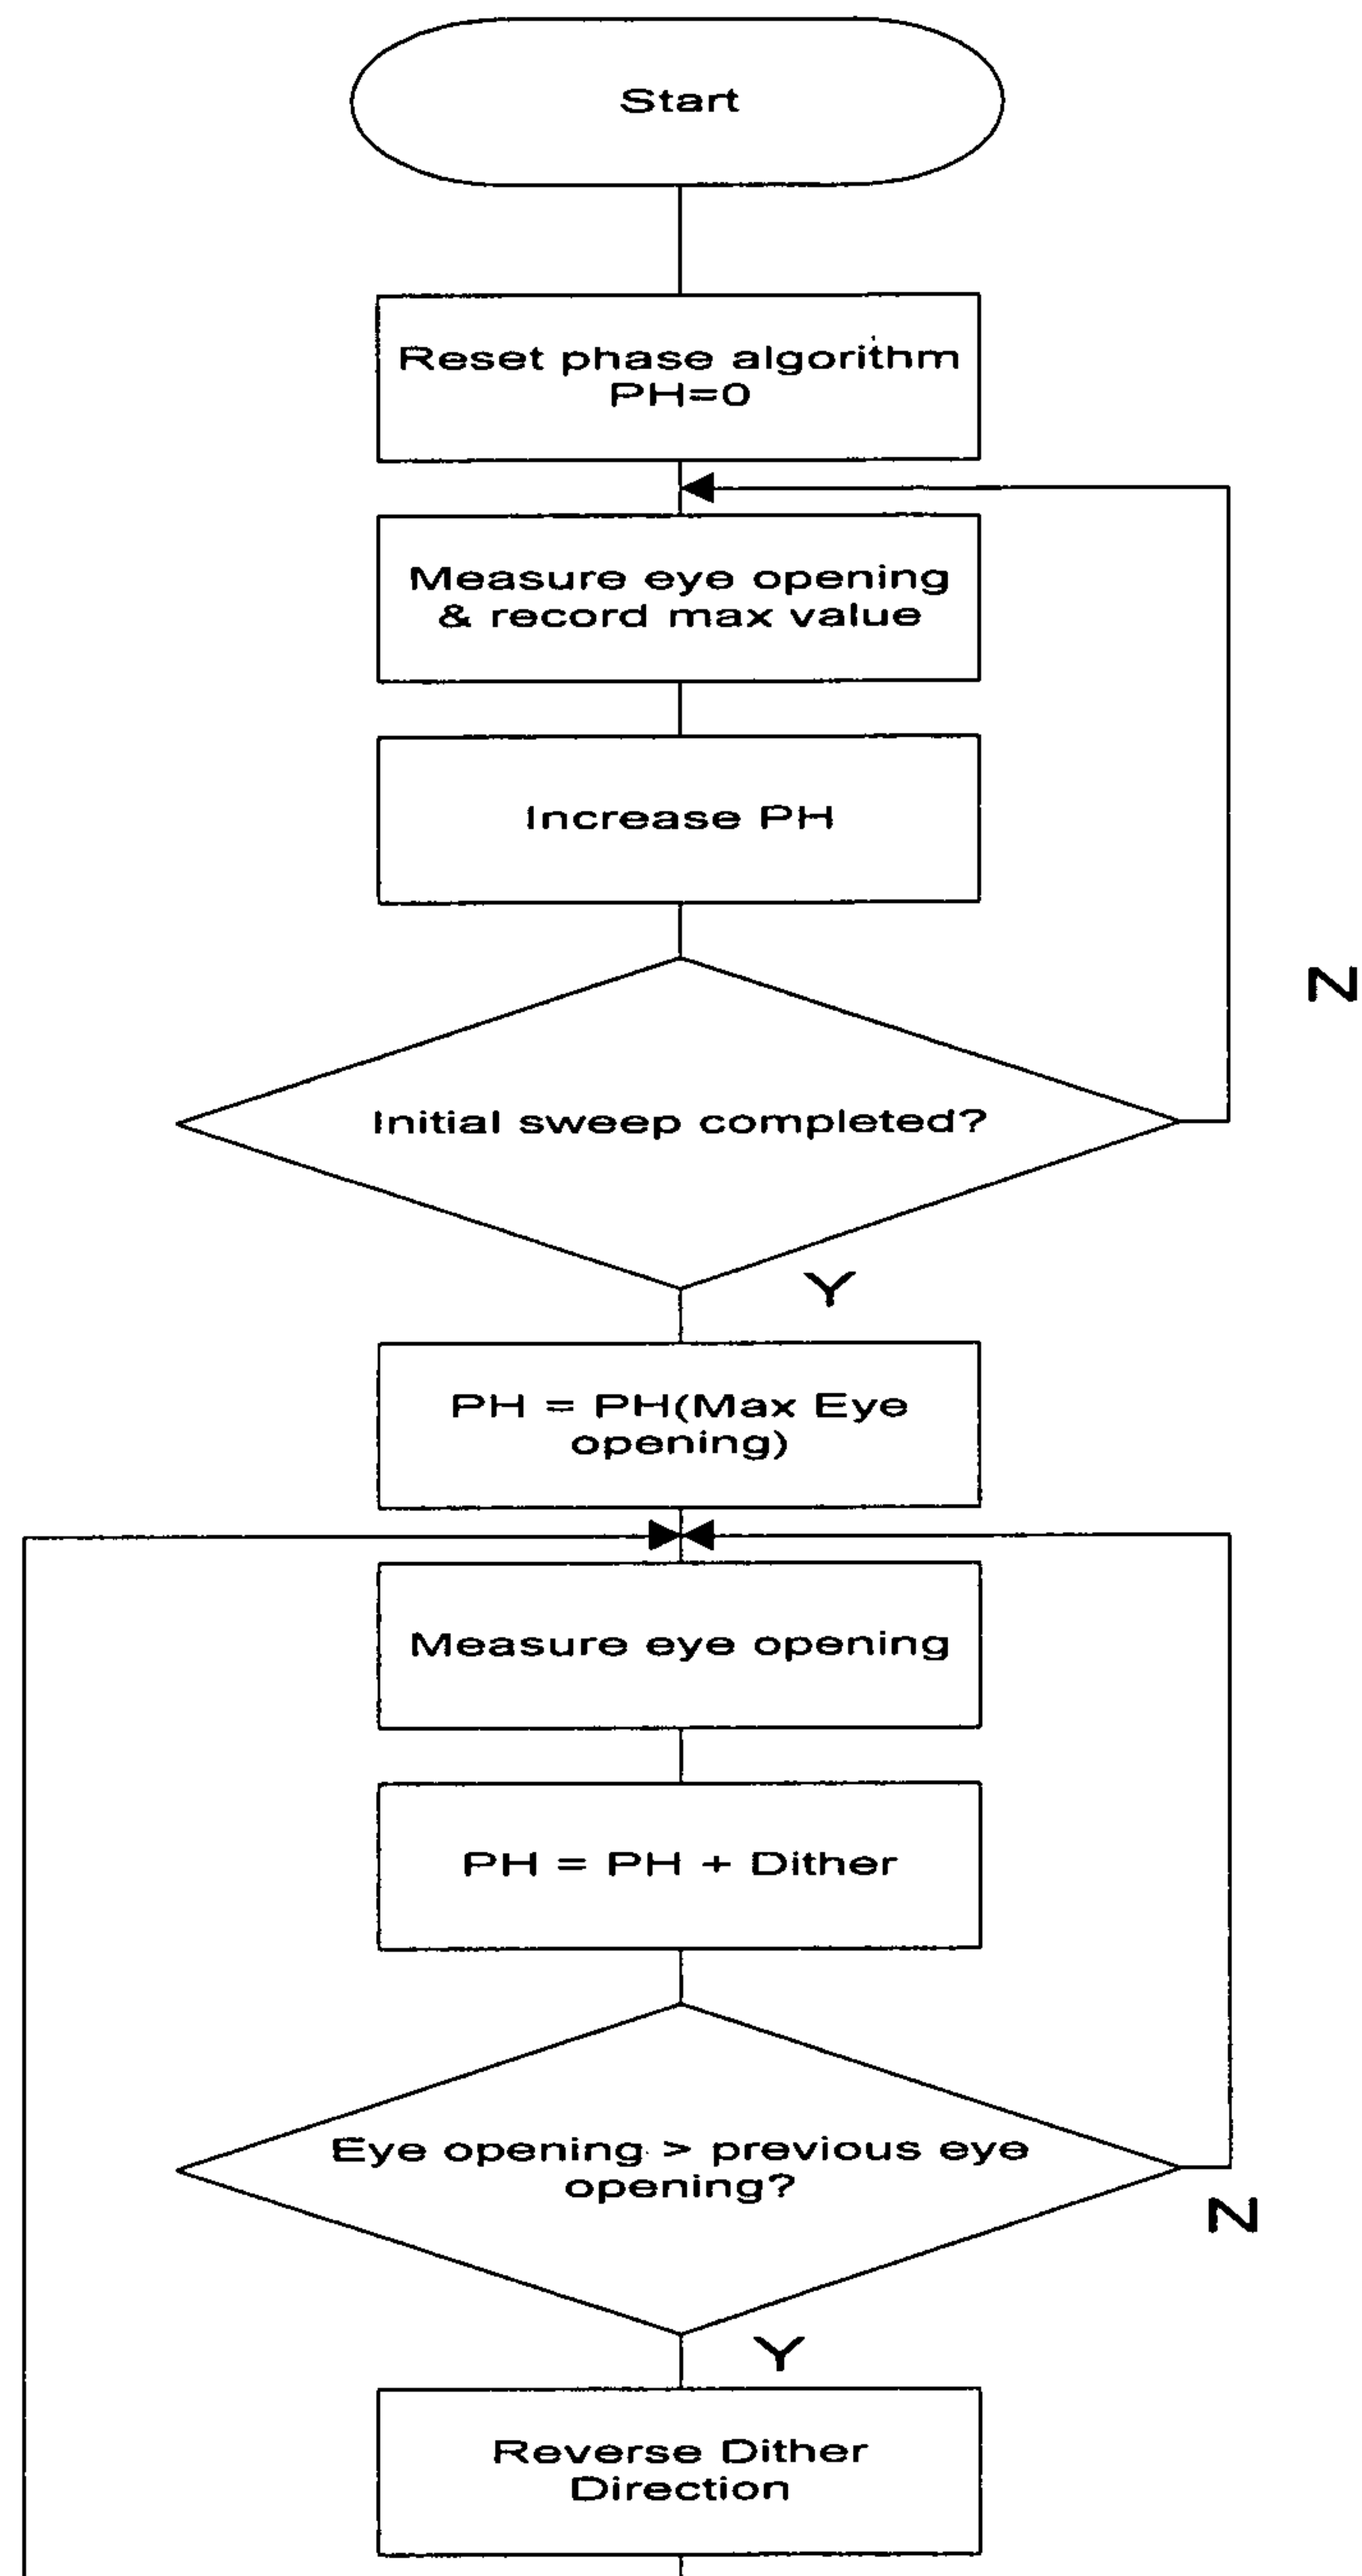 Start
Reset phase algorithm
PH=0
Measure eye opening
& record max value
Increase PH
N
Initial sweep completed?
Y
PH = PH(Max Eye
opening)
Measure eye opening
PH = PH + Dither
Eye opening > previous eye
opening?
N
Y
Reverse Dither
Direction